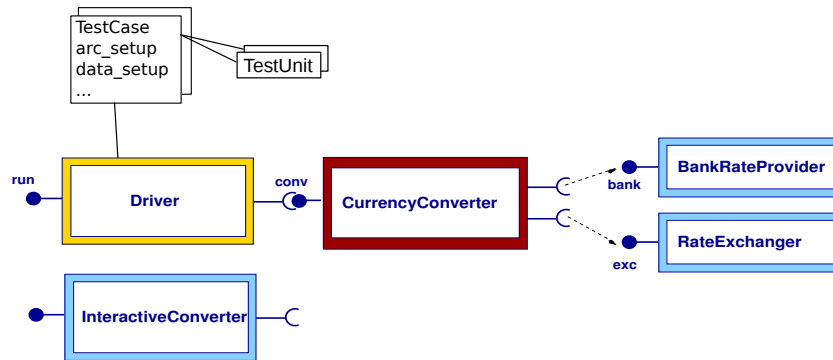 TestCase
arc_setup
data_setup
...
TestUnit
run
Driver
conv
CurrencyConverter
bank
BankRateProvider
exc
RateExchanger
InteractiveConverter